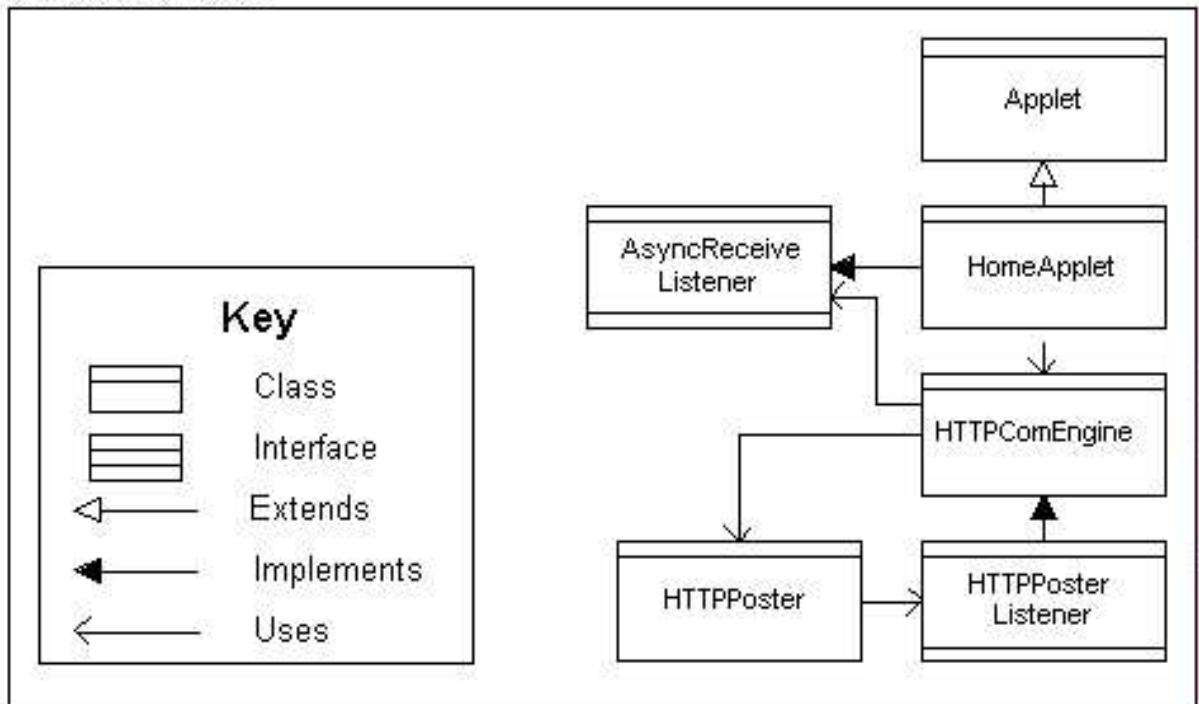 Applet
AsyncReceive
Listener
HomeApplet
Key
Class
Interface
Extends
Implements
Uses
HTTPComEngine
HTTPPoster
HTTPPoster
Listener